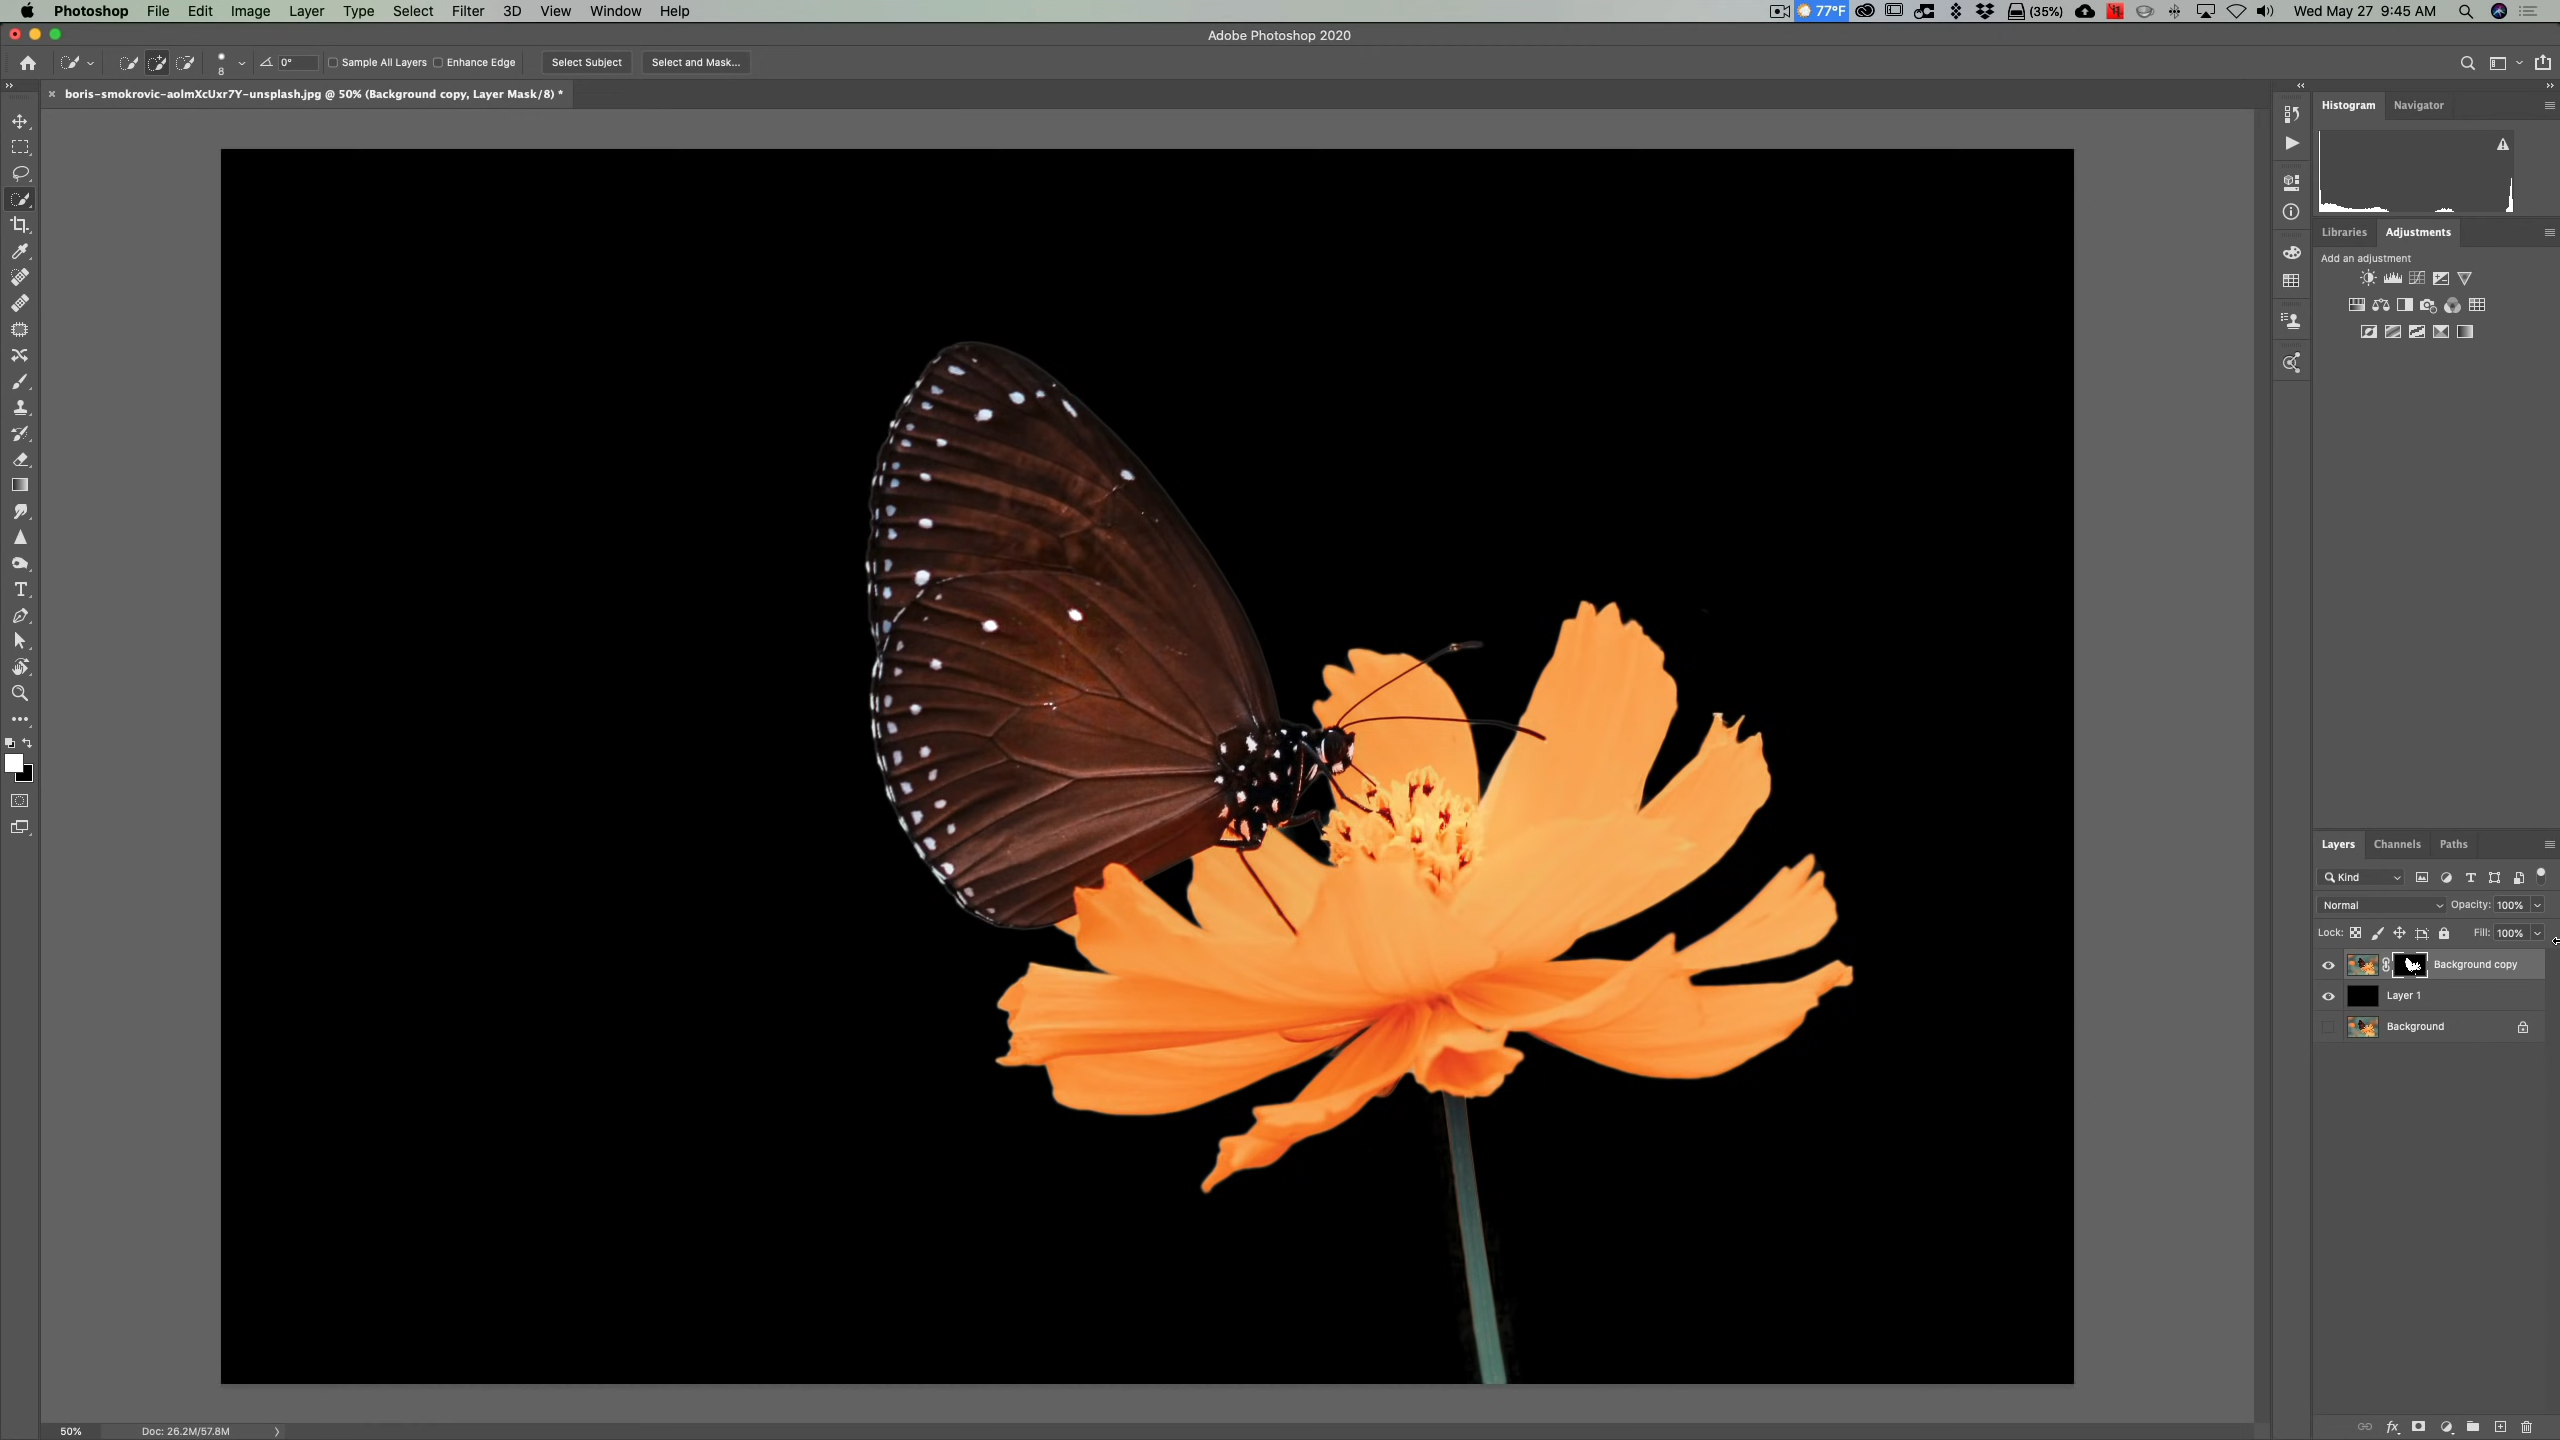 Photoshop File Edit Image Layer Type Select Filter 3D View Window Help 77°F (35%) Wed May 27 9:45 AM
Adobe Photoshop 2020
8 0° Sample All Layers Enhance Edge Select Subject Select and Mask...
boris-smokrovic-aolmXcUxr7Y-unsplash.jpg @ 50% (Background copy, Layer Mask/8) *
Histogram Navigator
Libraries Adjustments
Add an adjustment
Layers Channels Paths
Kind
Normal Opacity: 100%
Lock: Fill: 100%
Background copy
Layer 1
Background
50% Doc: 26.2M/57.8M